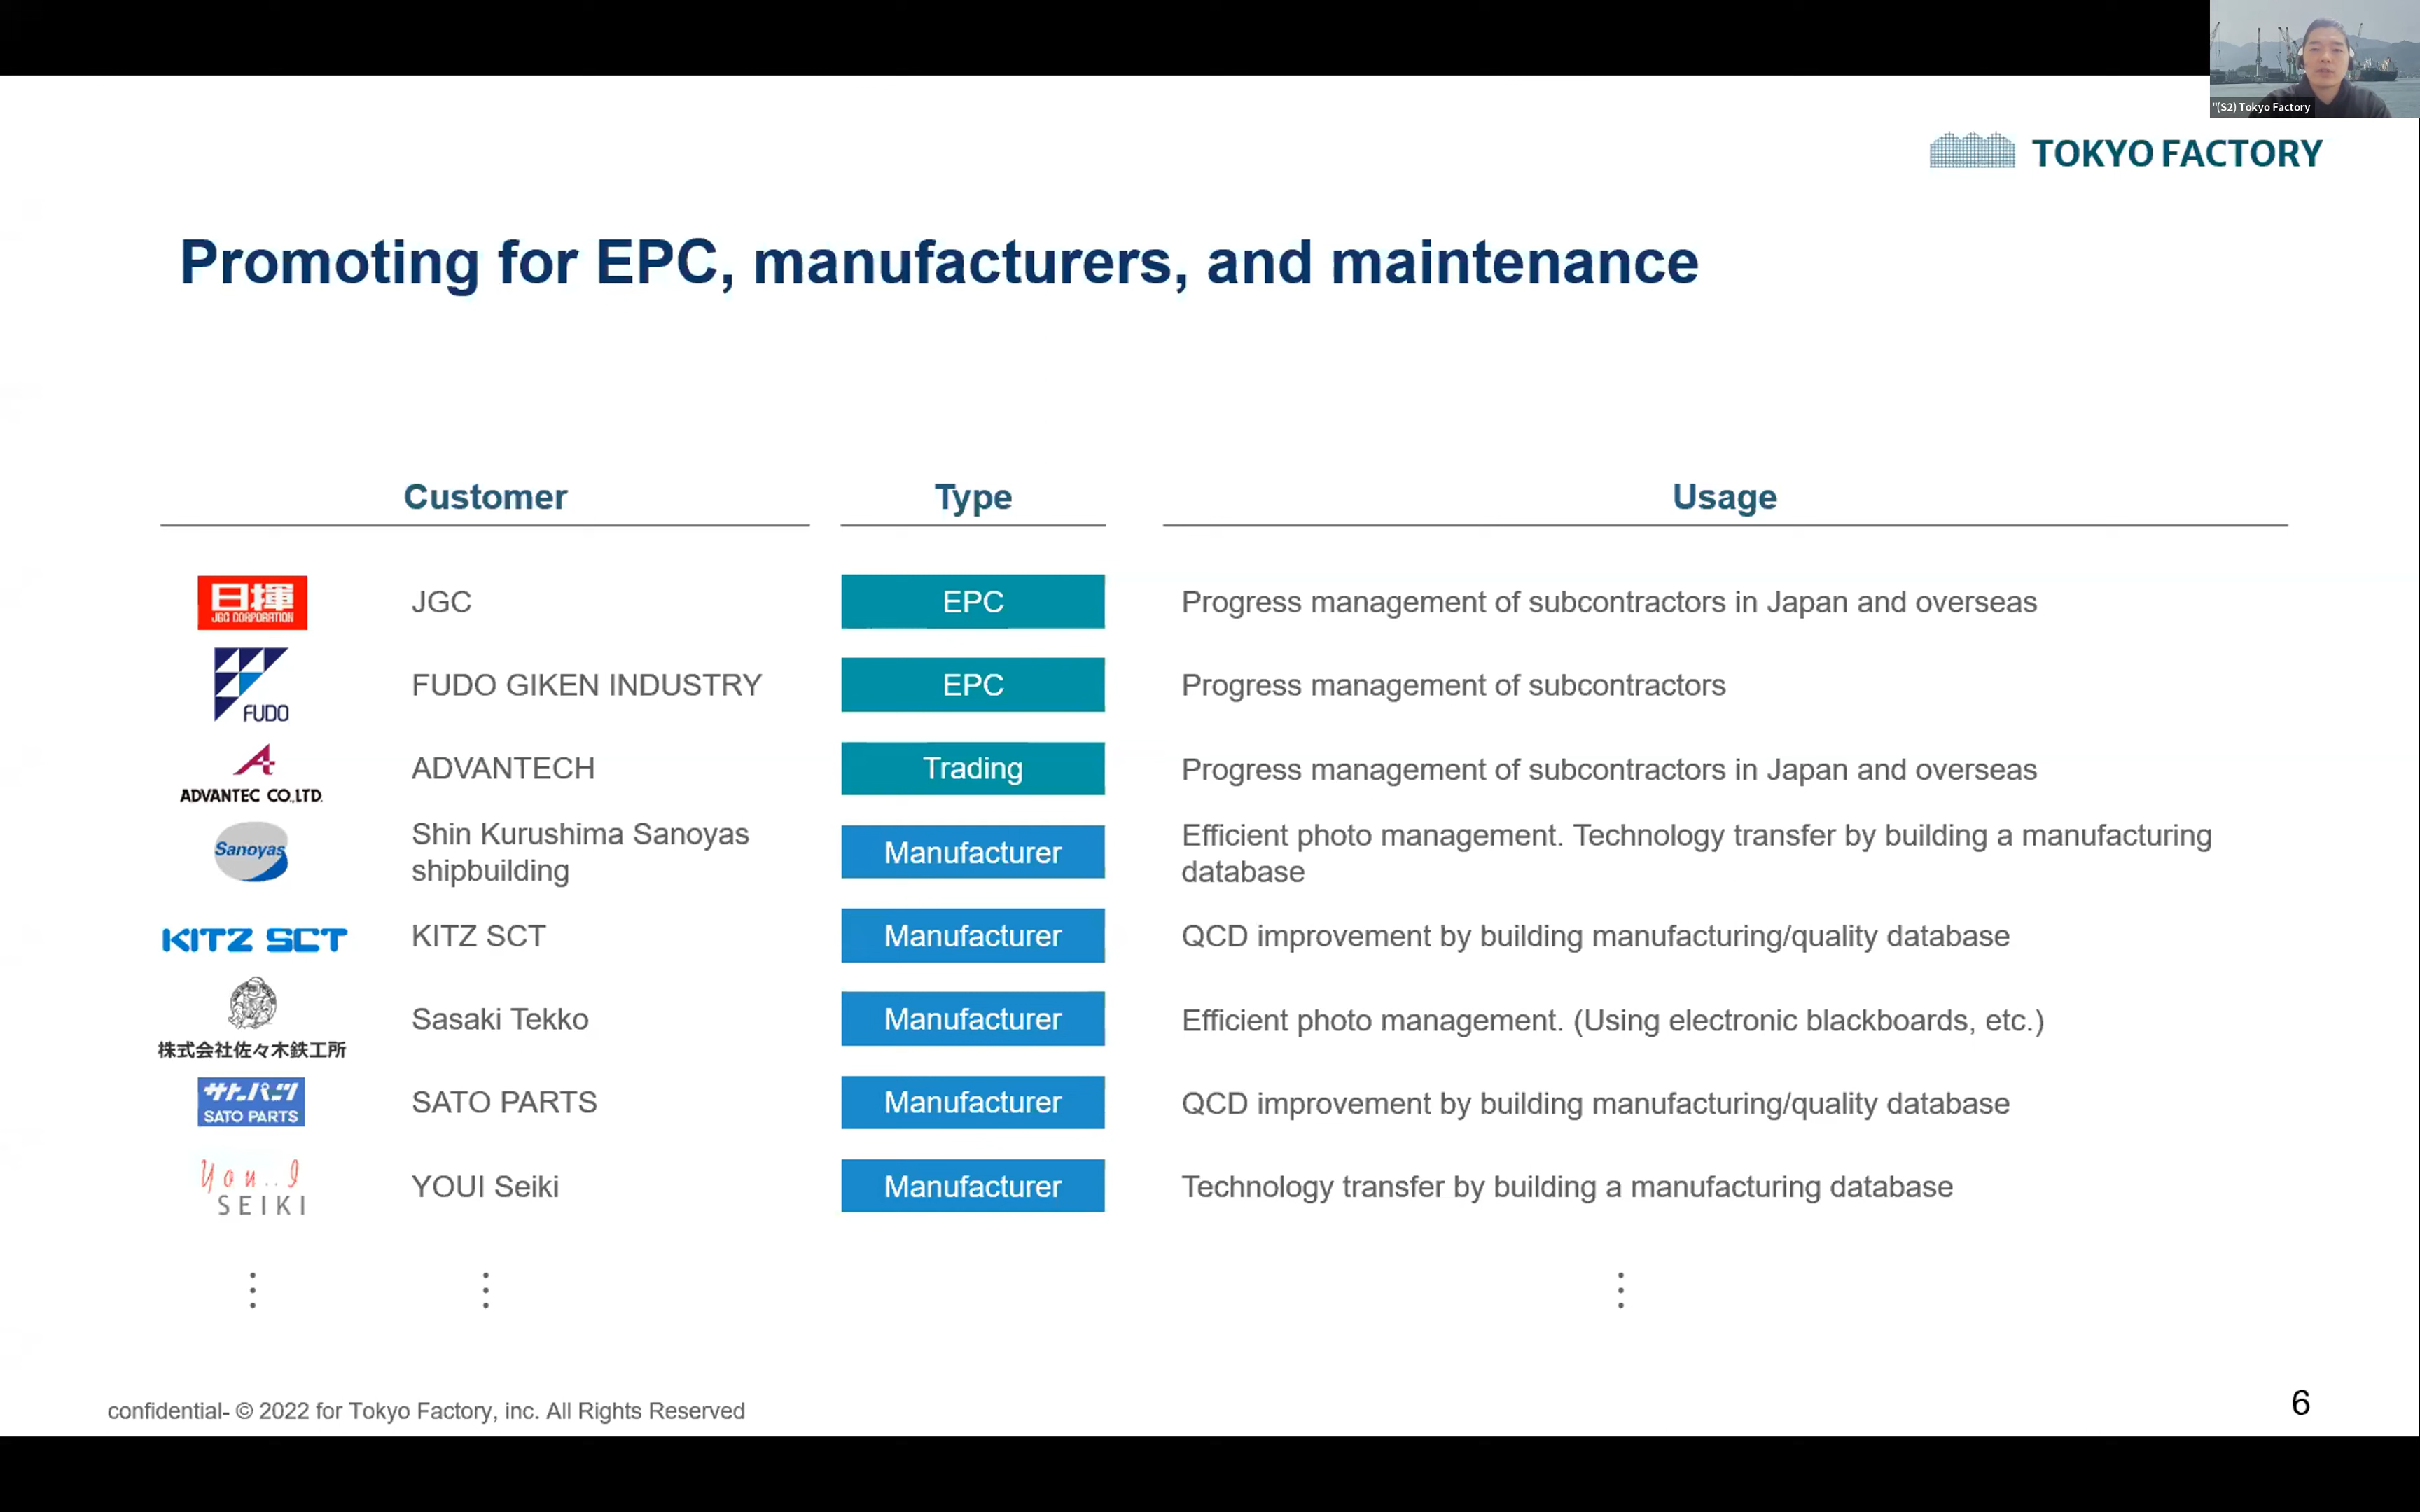 "(S2) Tokyo Factory
TOKYO FACTORY
Promoting for EPC, manufacturers, and maintenance
Customer Type Usage
日揮
JGC CORPORATION
JGC EPC Progress management of subcontractors in Japan and overseas
FUDO
FUDO GIKEN INDUSTRY EPC Progress management of subcontractors
ADVANTEC CO.,LTD.
ADVANTECH Trading Progress management of subcontractors in Japan and overseas
Sanoyas
Shin Kurushima Sanoyas
shipbuilding
Manufacturer
Efficient photo management. Technology transfer by building a manufacturing
database
KITZ SCT
KITZ SCT Manufacturer QCD improvement by building manufacturing/quality database
株式会社佐々木鉄工所
Sasaki Tekko Manufacturer Efficient photo management. (Using electronic blackboards, etc.)
サトーパーツ
SATO PARTS
SATO PARTS Manufacturer QCD improvement by building manufacturing/quality database
You..I
SEIKI
YOUI Seiki Manufacturer Technology transfer by building a manufacturing database
confidential- © 2022 for Tokyo Factory, inc. All Rights Reserved
6